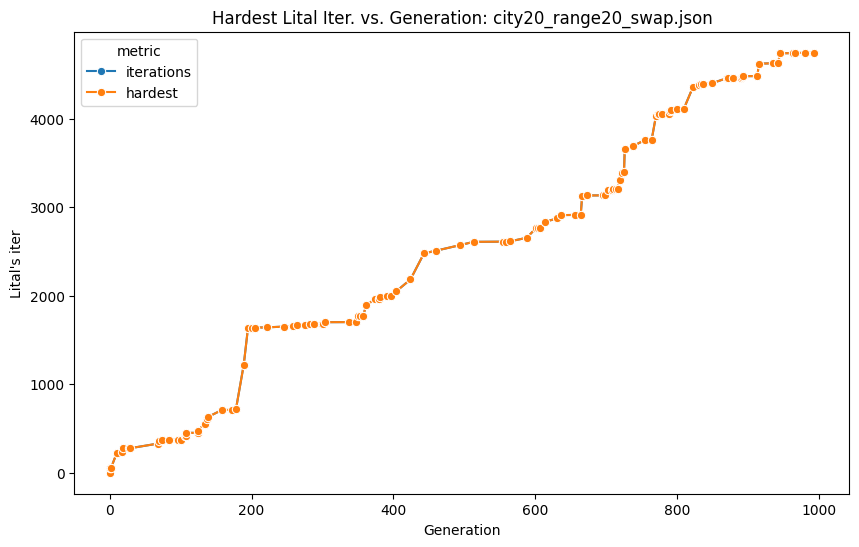 Hardest Lital Iter. vs. Generation: city20_range20_swap.json
metric
iterations
hardest
Lital's iter
4000
3000
2000
1000
0
0
200
400
600
800
1000
Generation